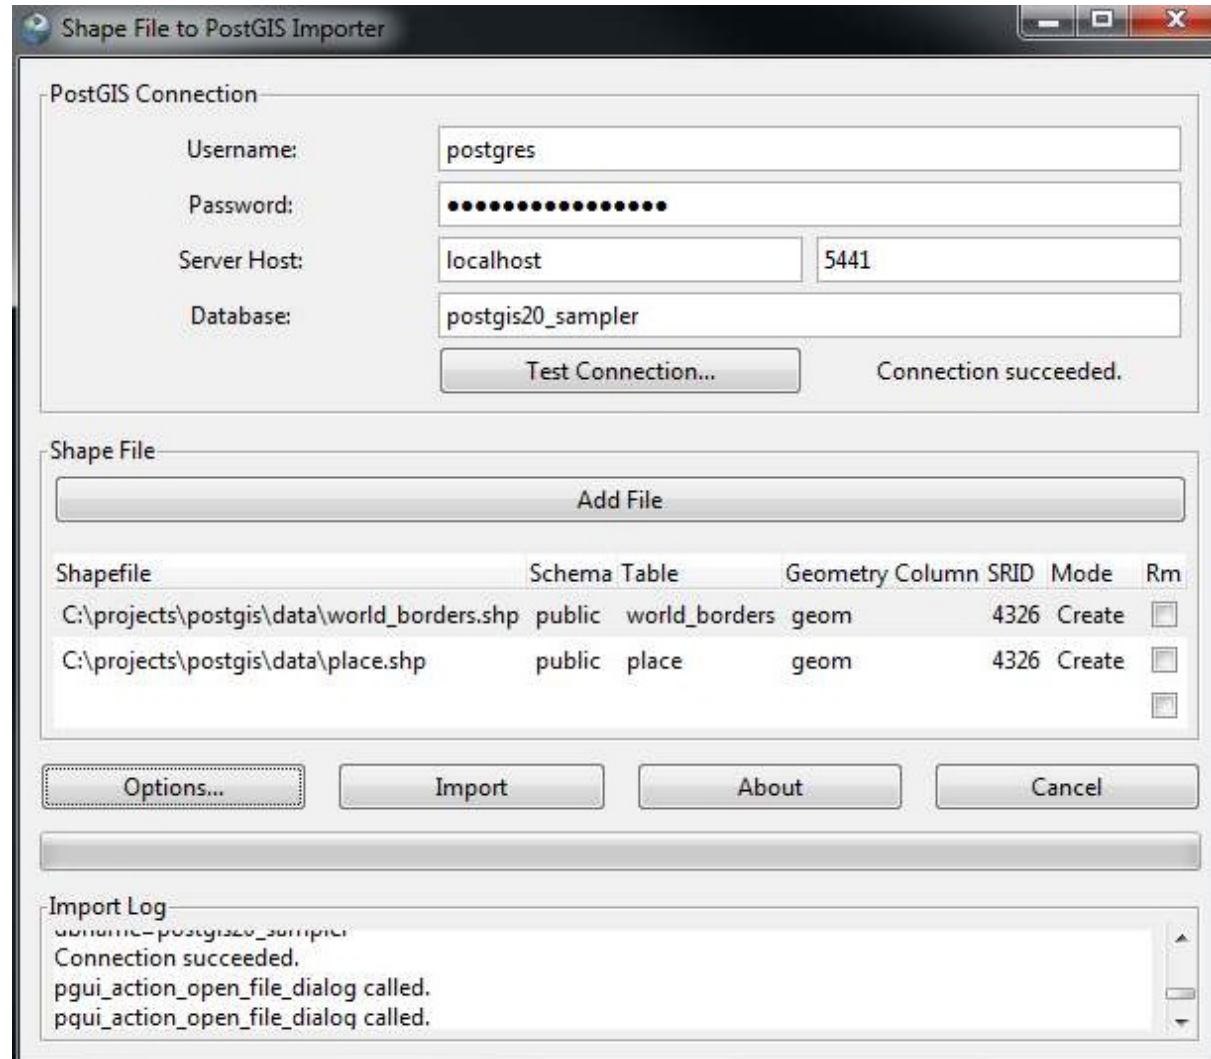 Shape File to PostGIS Importer
PostGIS Connection
Username: postgres
Password: ••••••••••••••••
Server Host: localhost 5441
Database: postgis20_sampler
Test Connection... Connection succeeded.
Shape File
Add File
Shapefile Schema Table Geometry Column SRID Mode Rm
C:\projects\postgis\data\world_borders.shp public world_borders geom 4326 Create
C:\projects\postgis\data\place.shp public place geom 4326 Create
Options... Import About Cancel
Import Log
dbname=postgis20_sampler
Connection succeeded.
pgui_action_open_file_dialog called.
pgui_action_open_file_dialog called.